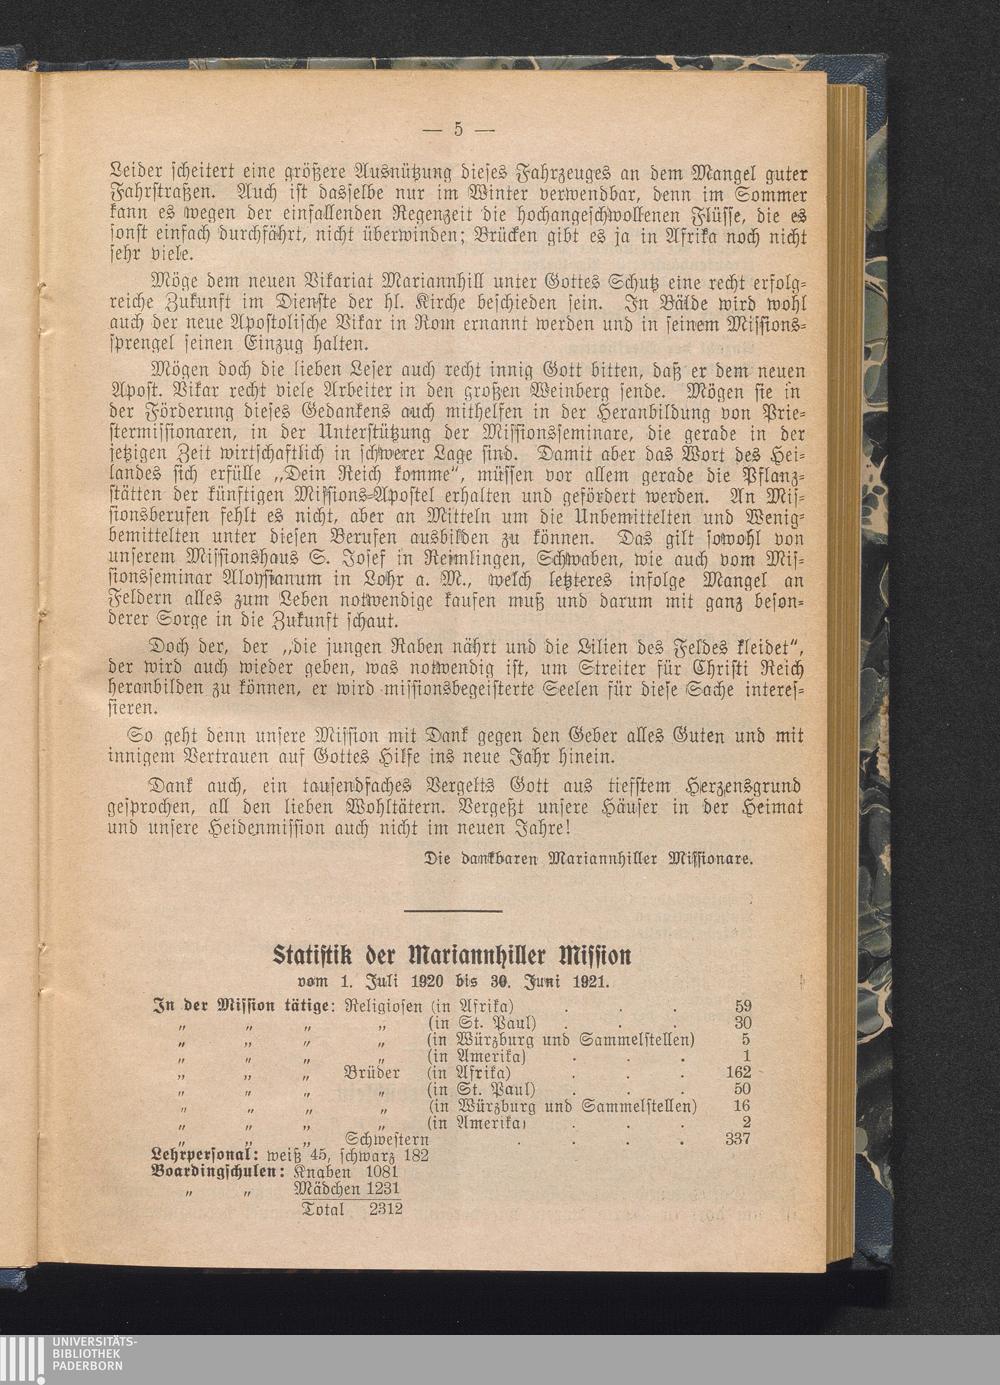 — 5 —
Leider scheitert eine größere Ausnützung dieses Fahrzeuges an dem Mangel guter
Fahrstraßen. Auch ist dasselbe nur im Winter verwendbar, denn im Sommer
kann es wegen der einfallenden Regenzeit die hochangeschwollenen Flüsse, die es
sonst einfach durchfährt, nicht überwinden; Brücken gibt es ja in Afrika noch nicht
sehr viele.
Möge dem neuen Vikariat Mariannhill unter Gottes Schutz eine recht erfolg-
reiche Zukunft im Dienste der hl. Kirche beschieden sein. In Bälde wird wohl
auch der neue Apostolische Vikar in Rom ernannt werden und in seinem Missions-
sprengel seinen Einzug halten.
Mögen doch die lieben Leser auch recht innig Gott bitten, daß er dem neuen
Apost. Vikar recht viele Arbeiter in den großen Weinberg sende. Mögen sie in
der Förderung dieses Gedankens auch mithelfen in der Heranbildung von Prie-
stermissionaren, in der Unterstützung der Missionsseminare, die gerade in der
jetzigen Zeit wirtschaftlich in schwerer Lage sind. Damit aber das Wort des Hei-
landes sich erfülle „Dein Reich komme“, müssen vor allem gerade die Pflanz-
stätten der künftigen Missions-Apostel erhalten und gefördert werden. An Mis-
sionsberufen fehlt es nicht, aber an Mitteln um die Unbemittelten und Wenig-
bemittelten unter diesen Berufen ausbilden zu können. Das gilt sowohl von
unserem Missionshaus S. Josef in Reimlingen, Schwaben, wie auch vom Mis-
sionsseminar Aloysianum in Lohr a. M., welch letzteres infolge Mangel an
Feldern alles zum Leben notwendige kaufen muß und darum mit ganz beson-
derer Sorge in die Zukunft schaut.
Doch der, der „die jungen Raben nährt und die Lilien des Feldes kleidet“,
der wird auch wieder geben, was notwendig ist, um Streiter für Christi Reich
heranbilden zu können, er wird missionsbegeisterte Seelen für diese Sache interes-
sieren.
So geht denn unsere Mission mit Dank gegen den Geber alles Guten und mit
innigem Vertrauen auf Gottes Hilfe ins neue Jahr hinein.
Dank auch, ein tausendfaches Vergelts Gott aus tiefstem Herzensgrund
gesprochen, all den lieben Wohltätern. Vergeßt unsere Häuser in der Heimat
und unsere Heidenmission auch nicht im neuen Jahre!
Die dankbaren Mariannhiller Missionare.
Statistik der Mariannhiller Mission
vom 1. Juli 1920 bis 30. Juni 1921.
In der Mission tätige: Religiosen (in Afrika) . . . 59
„ „ „ „ (in St. Paul) . . . 30
„ „ „ „ (in Würzburg und Sammelstellen) 5
„ „ „ „ (in Amerika) . . . 1
„ „ „ Brüder (in Afrika) . . . 162
„ „ „ „ (in St. Paul) . . . 50
„ „ „ „ (in Würzburg und Sammelstellen) 16
„ „ „ „ (in Amerika) . . . 2
„ „ „ Schwestern . . . . 337
Lehrpersonal: weiß 45, schwarz 182
Boardingschulen: Knaben 1081
„ „ Mädchen 1231
Total 2312
UNIVERSITÄTS-
BIBLIOTHEK
PADERBORN